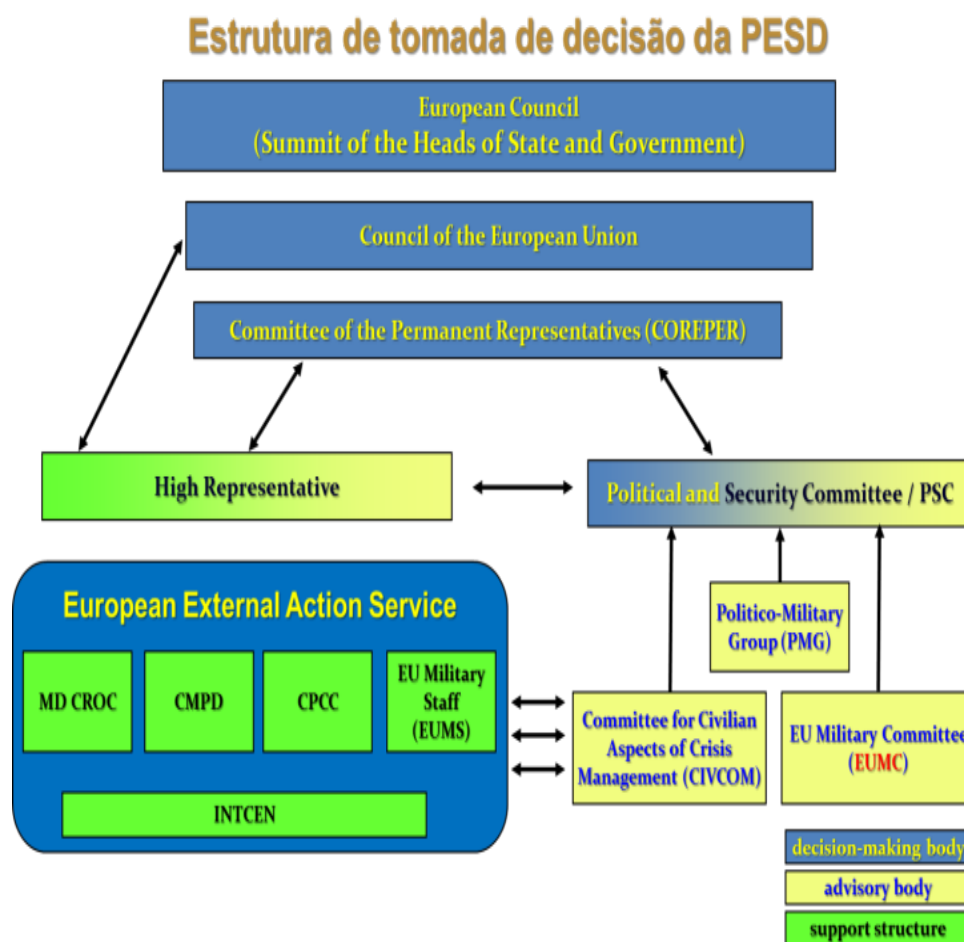 Estrutura de tomada de decisão da PESD
European Council
(Summit of the Heads of State and Government)
Council of the European Union
Committee of the Permanent Representatives (COREPER)
High Representative
Political and Security Committee / PSC
European External Action Service
MD CROC
CMPD
CPCC
EU Military
Staff
(EUMS)
INTCEN
Politico-Military
Group (PMG)
Committee for Civilian
Aspects of Crisis
Management (CIVCOM)
EU Military Committee
(EUMC)
decision-making body
advisory body
support structure